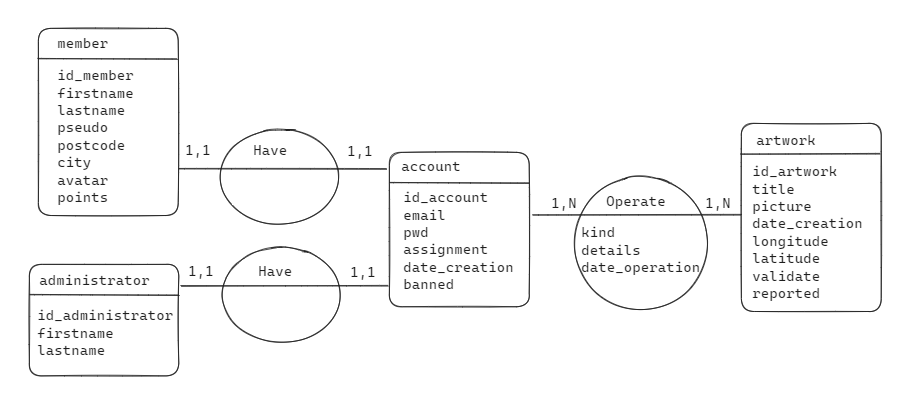 member
id_member
firstname
lastname
pseudo
postcode
city
avatar
points
1,1
Have
1,1
administrator
id_administrator
firstname
lastname
1,1
Have
1,1
account
id_account
email
pwd
assignment
date_creation
banned
1,N
Operate
1,N
kind
details
date_operation
artwork
id_artwork
title
picture
date_creation
longitude
latitude
validate
reported